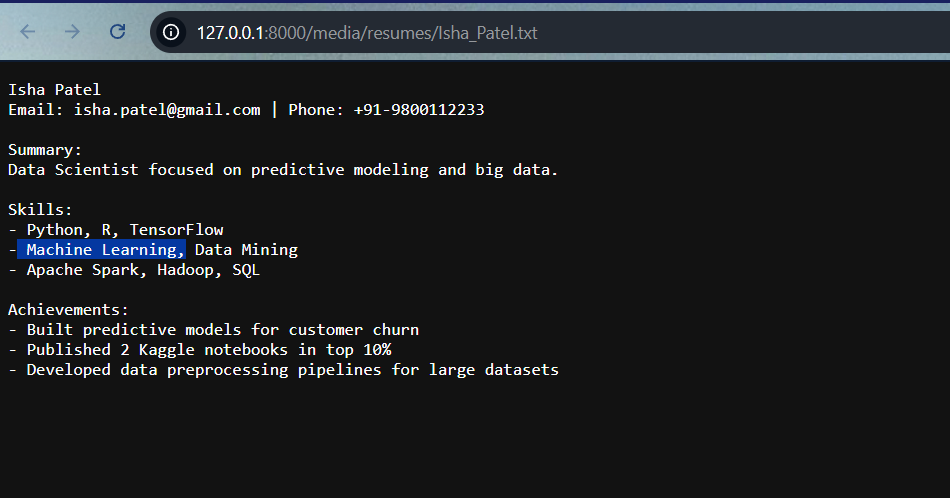 127.0.0.1:8000/media/resumes/Isha_Patel.txt
Isha Patel
Email: isha.patel@gmail.com | Phone: +91-9800112233
Summary:
Data Scientist focused on predictive modeling and big data.
Skills:
- Python, R, TensorFlow
- Machine Learning, Data Mining
- Apache Spark, Hadoop, SQL
Achievements:
- Built predictive models for customer churn
- Published 2 Kaggle notebooks in top 10%
- Developed data preprocessing pipelines for large datasets